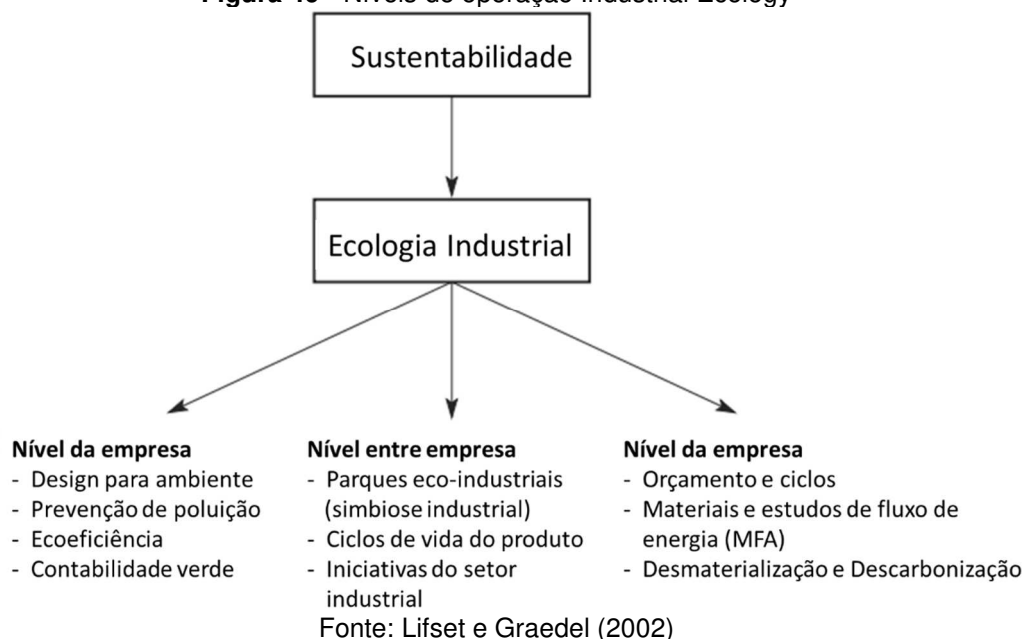 Sustentabilidade
Ecologia Industrial
Nível da empresa
- Design para ambiente
- Prevenção de poluição
- Ecoeficiência
- Contabilidade verde
Nível entre empresa
- Parques eco-industriais
(simbiose industrial)
- Ciclos de vida do produto
- Iniciativas do setor
industrial
Nível da empresa
- Orçamento e ciclos
- Materiais e estudos de fluxo de
energia (MFA)
- Desmaterialização e Descarbonização
Fonte: Lifset e Graedel (2002)